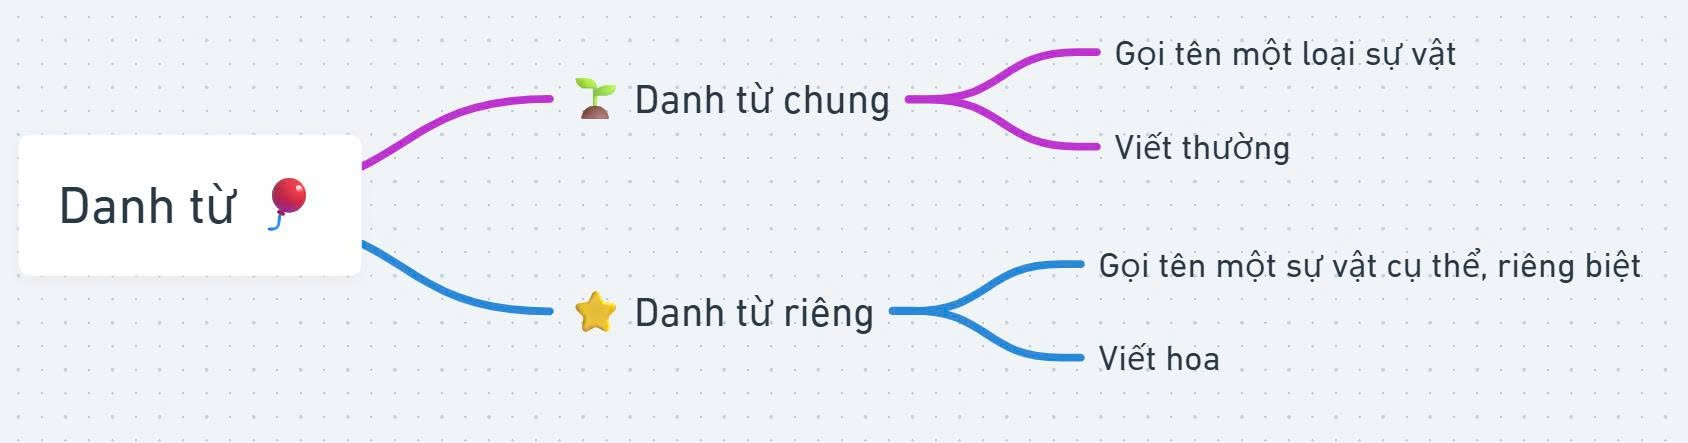 Danh từ
Danh từ chung
Gọi tên một loại sự vật
Viết thường
Danh từ riêng
Gọi tên một sự vật cụ thể, riêng biệt
Viết hoa